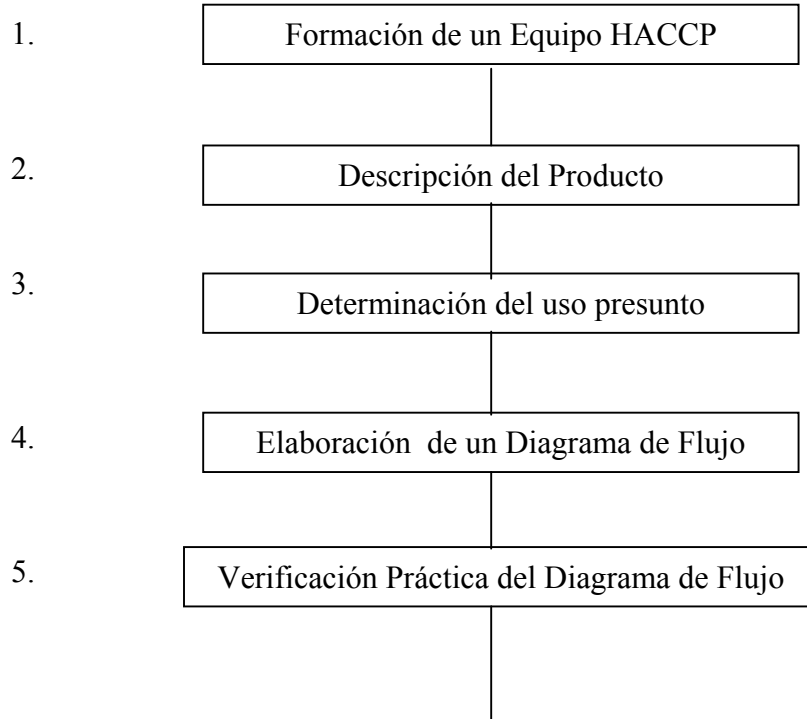 1. Formación de un Equipo HACCP
2. Descripción del Producto
3. Determinación del uso presunto
4. Elaboración  de un Diagrama de Flujo
5. Verificación Práctica del Diagrama de Flujo